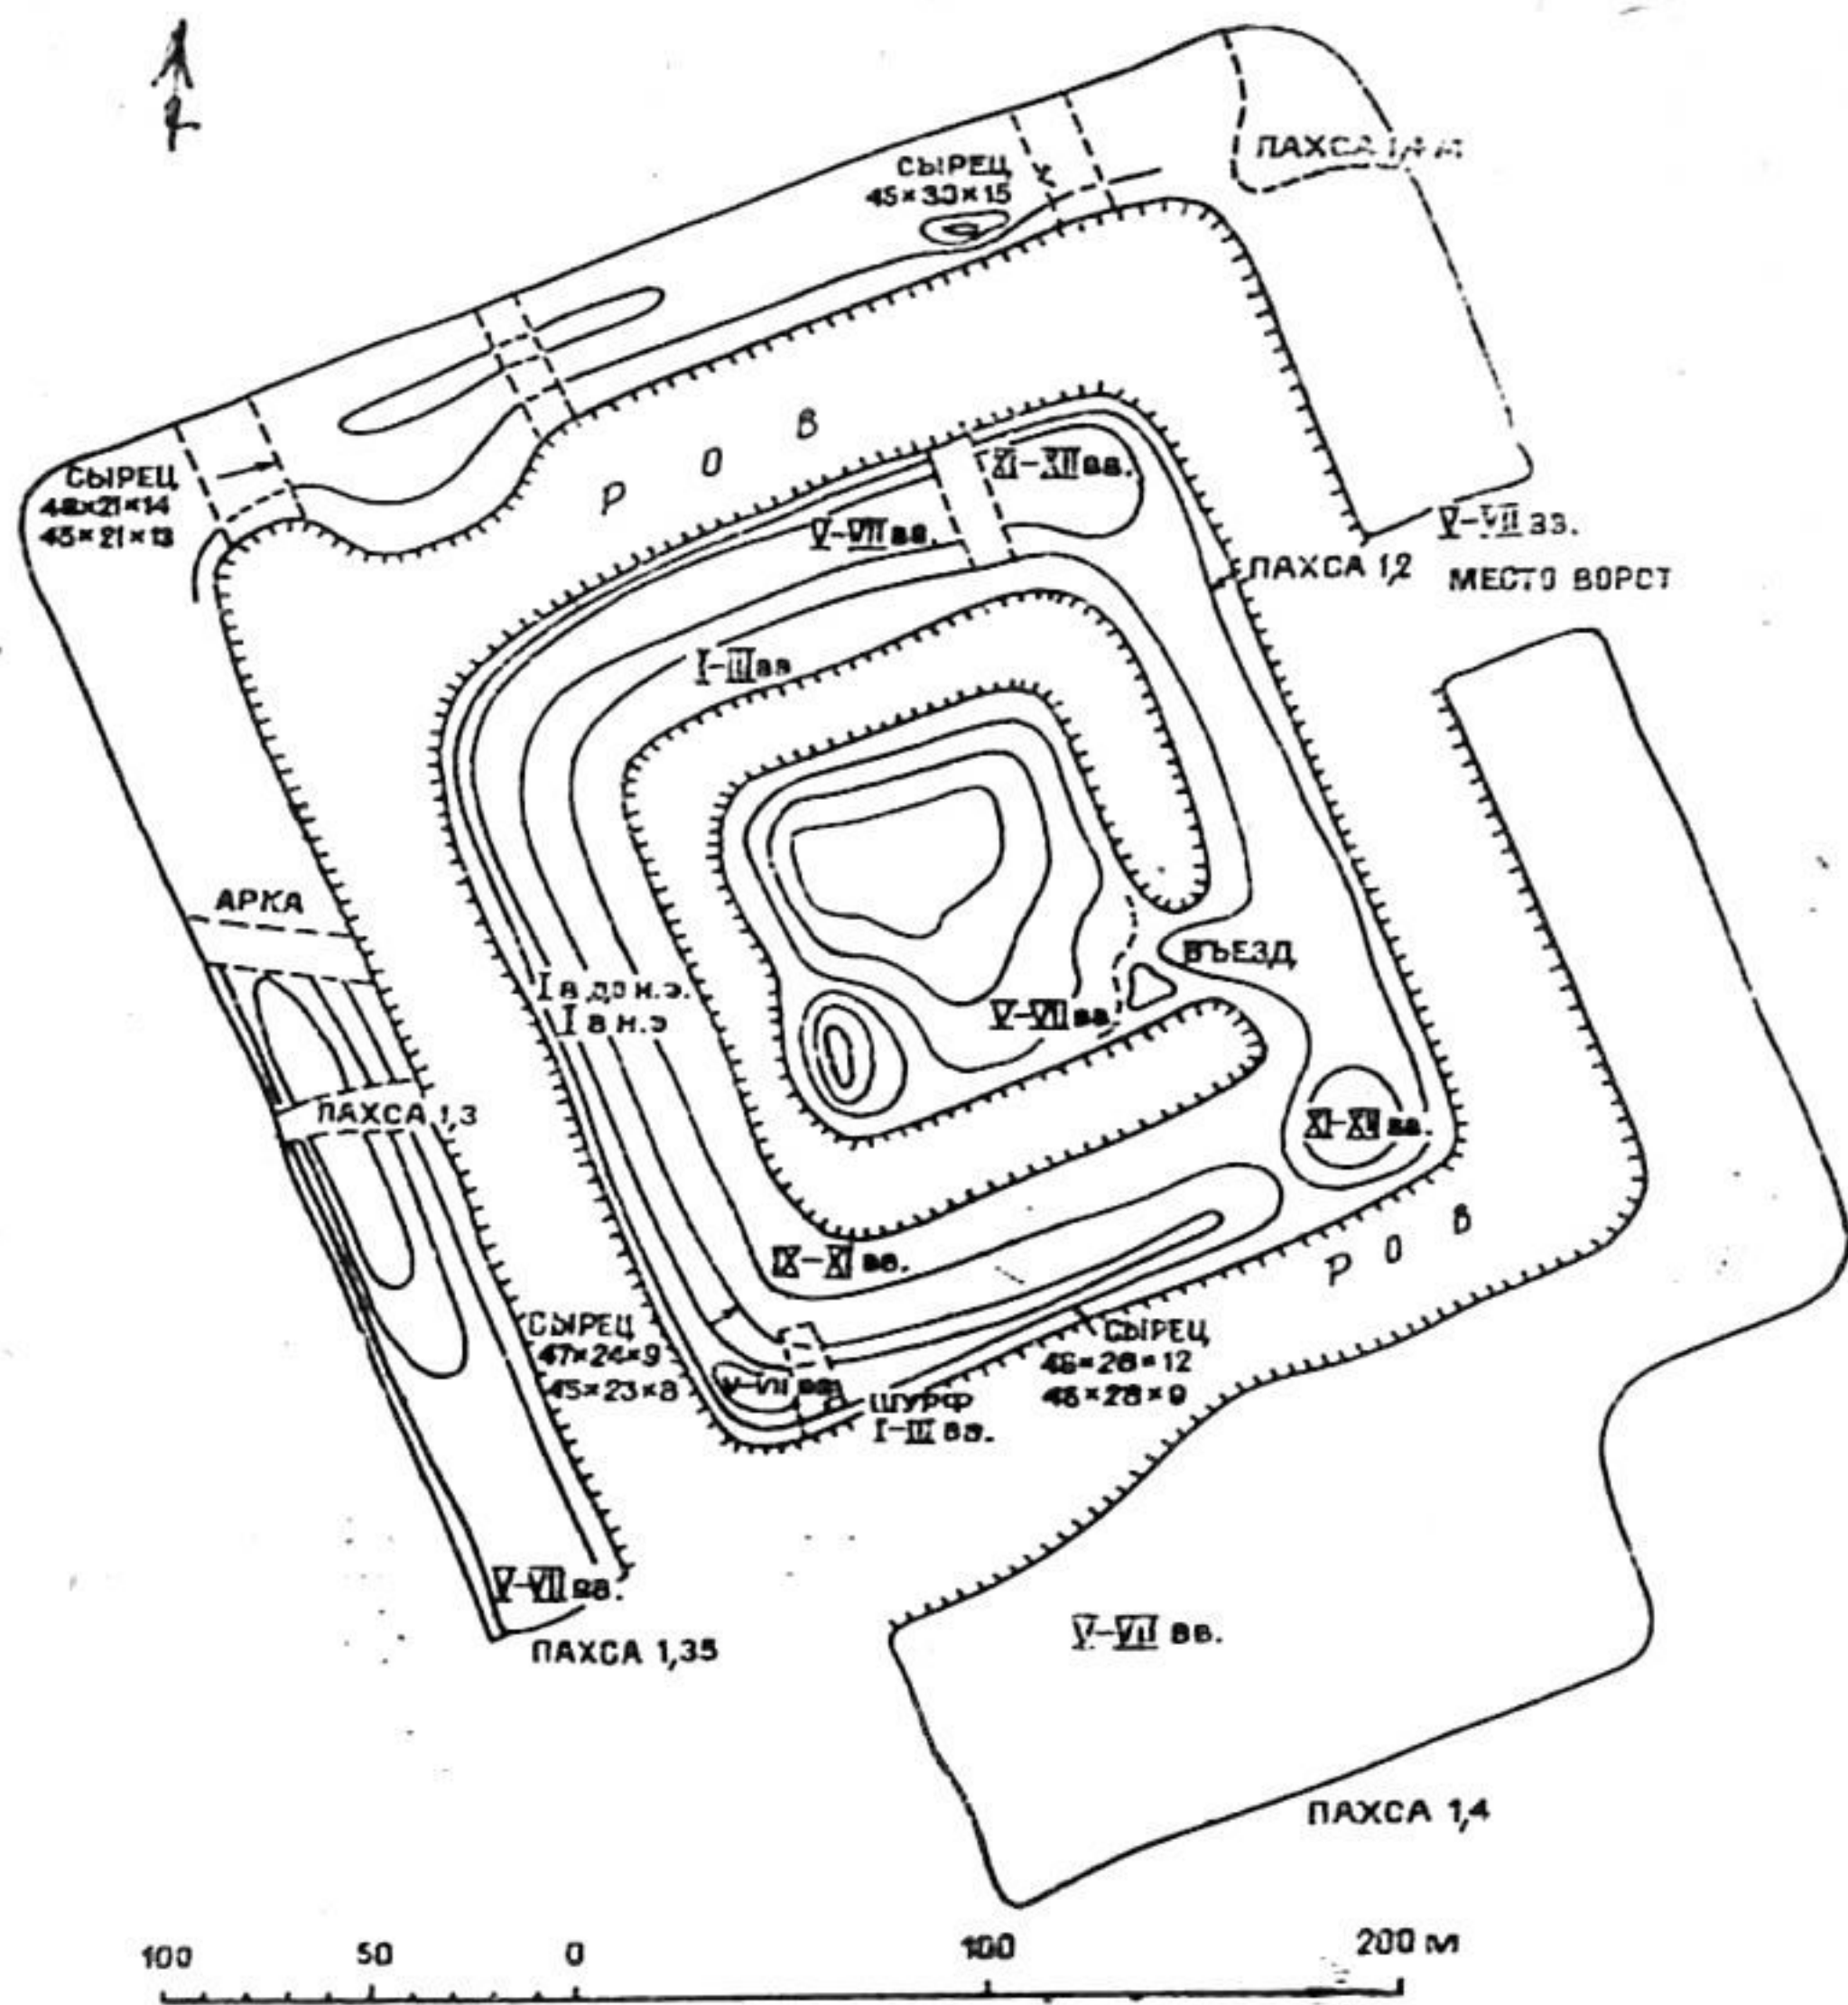 СЫРЕЦ
45×30×15
ПАХСА
СЫРЕЦ
48×21×14
45×21×13
РОВ
XI-XII вв.
V-VII вв.
V-VII вв.
МЕСТО ВОРОТ
ПАХСА 1,2
I-III вв
АРКА
ВЪЕЗД
I в до н.э.
I в н.э
V-VII вв.
ПАХСА 1,3
XI-XII вв.
РОВ
IX-XI вв.
СЫРЕЦ
47×24×9
45×23×8
V-VII вв.
СЫРЕЦ
46×28×12
46×28×9
ШУРФ
I-III вв.
V-VII вв.
ПАХСА 1,35
V-VII вв.
ПАХСА 1,4
100 50 0 100 200 м